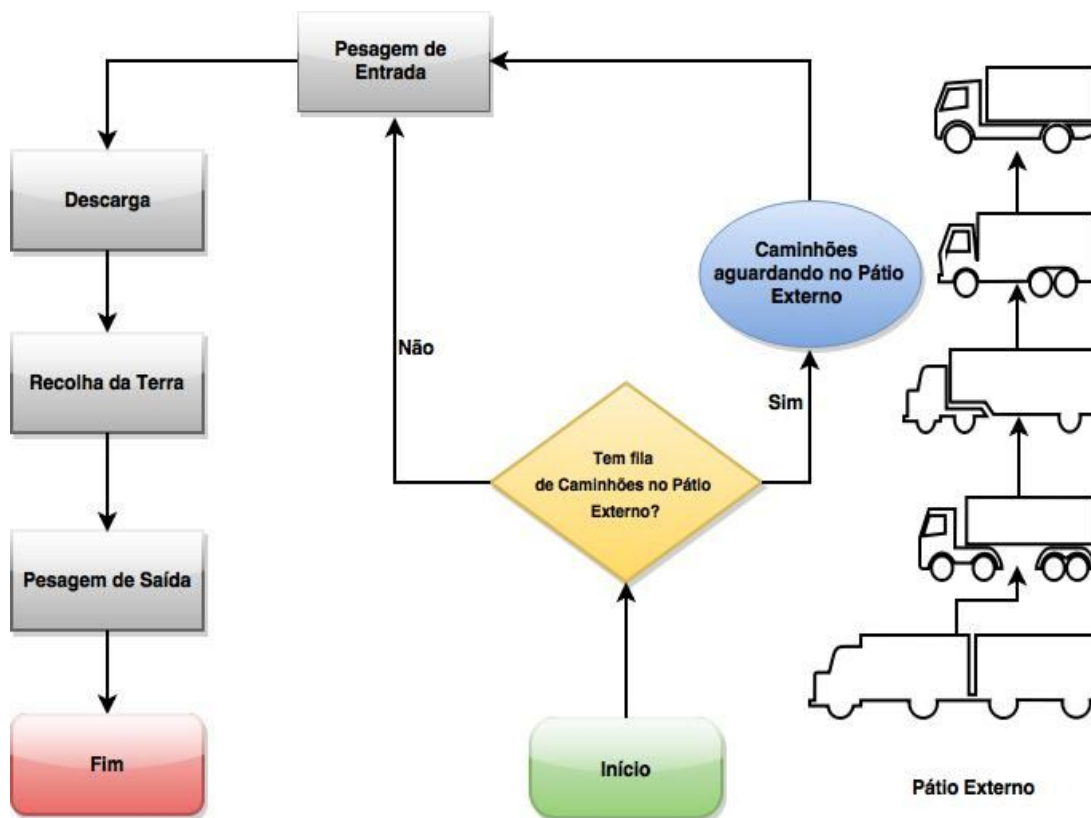 Pesagem de
Entrada
Descarga
Caminhões
aguardando no Pátio
Externo
Não
Recolha da Terra
Sim
Tem fila
de Caminhões no Pátio
Externo?
Pesagem de Saída
Fim
Início
Pátio Externo